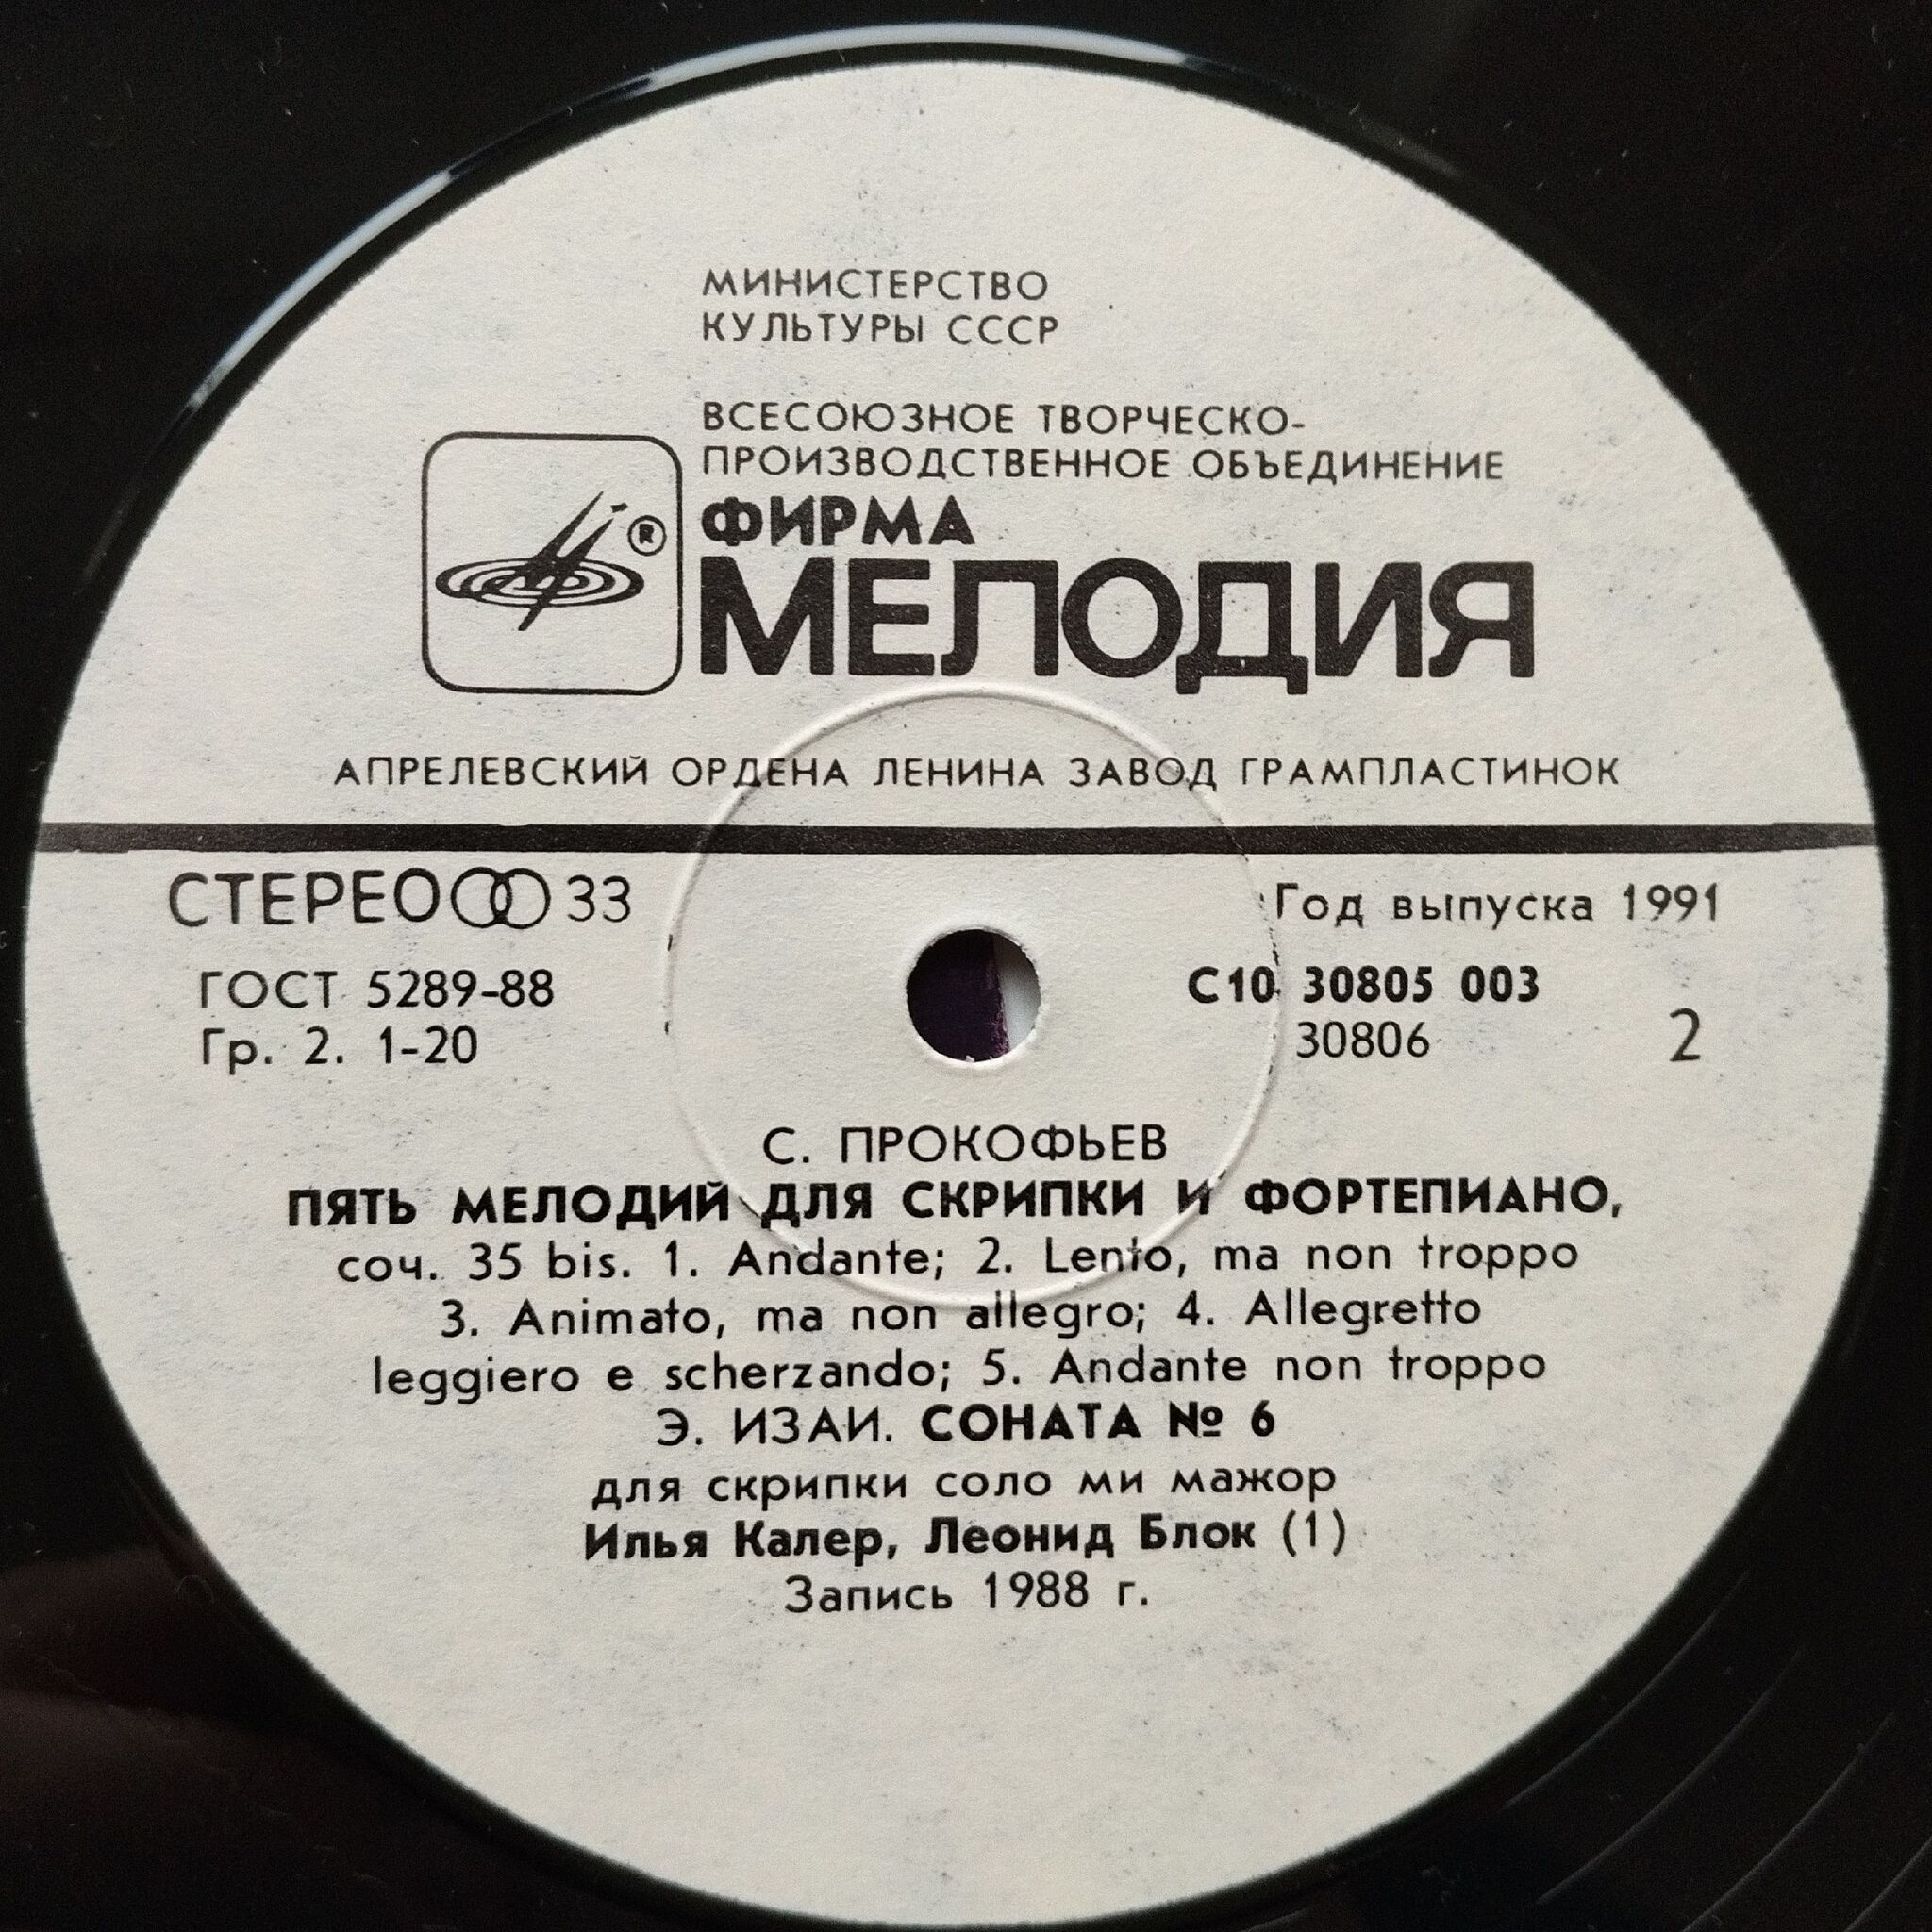 МИНИСТЕРСТВО
КУЛЬТУРЫ СССР
ВСЕСОЮЗНОЕ ТВОРЧЕСКО-
ПРОИЗВОДСТВЕННОЕ ОБЪЕДИНЕНИЕ
®
ФИРМА
МЕЛОДИЯ
АПРЕЛЕВСКИЙ ОРДЕНА ЛЕНИНА ЗАВОД ГРАМПЛАСТИНОК
СТЕРЕО 33
Год выпуска 1991
ГОСТ 5289-88
С10 30805 003
Гр. 2. 1-20
30806
2
С. ПРОКОФЬЕВ
ПЯТЬ МЕЛОДИЙ ДЛЯ СКРИПКИ И ФОРТЕПИАНО,
соч. 35 bis. 1. Andante; 2. Lento, ma non troppo
3. Animato, ma non allegro; 4. Allegretto
leggiero e scherzando; 5. Andante non troppo
Э. ИЗАИ. СОНАТА № 6
для скрипки соло ми мажор
Илья Калер, Леонид Блок (1)
Запись 1988 г.